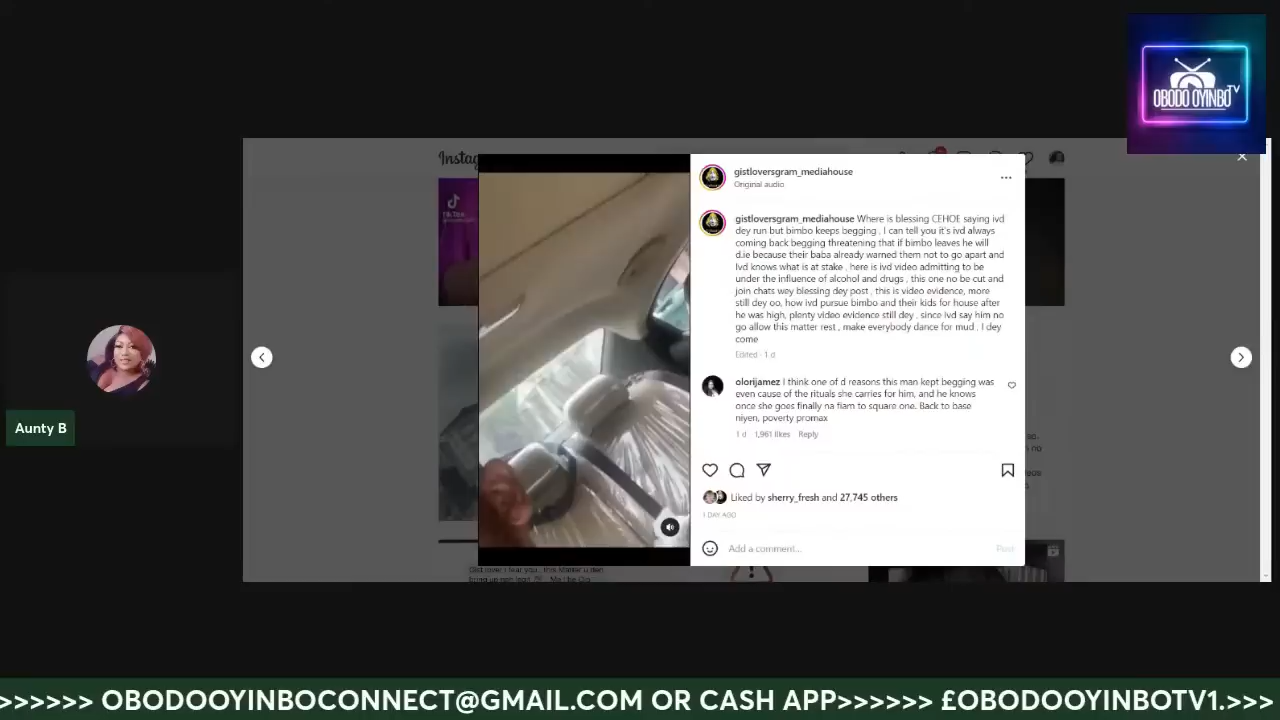 OBODO OYINBO TV
Insta
TikTok
gistloversgram_mediahouse
Original audio
gistloversgram_mediahouse Where is blessing CEHOE saying ivd
dey run but bimbo keeps begging , I can tell you it's ivd always
coming back begging threatening that if bimbo leaves he will
d.ie because their baba already warned them not to go apart and
Ivd knows what is at stake , here is ivd video admitting to be
under the influence of alcohol and drugs , this one no be cut and
join chats wey blessing dey post , this is video evidence, more
still dey oo, how ivd pursue bimbo and their kids for house after
he was high, plenty video evidence still dey , since Ivd say him no
go allow this matter rest , make everybody dance for mud , I dey
come
Edited · 1 d
olorijamez I think one of d reasons this man kept begging was
even cause of the rituals she carries for him, and he knows
once she goes finally na fiam to square one. Back to base
niyen, poverty promax
1 d 1,961 likes Reply
Liked by sherry_fresh and 27,745 others
1 DAY AGO
Add a comment...
Post
Aunty B
>>>>>> OBODOOYINBOCONNECT@GMAIL.COM OR CASH APP>>>>>> £OBODOOYINBOTV1.>>>